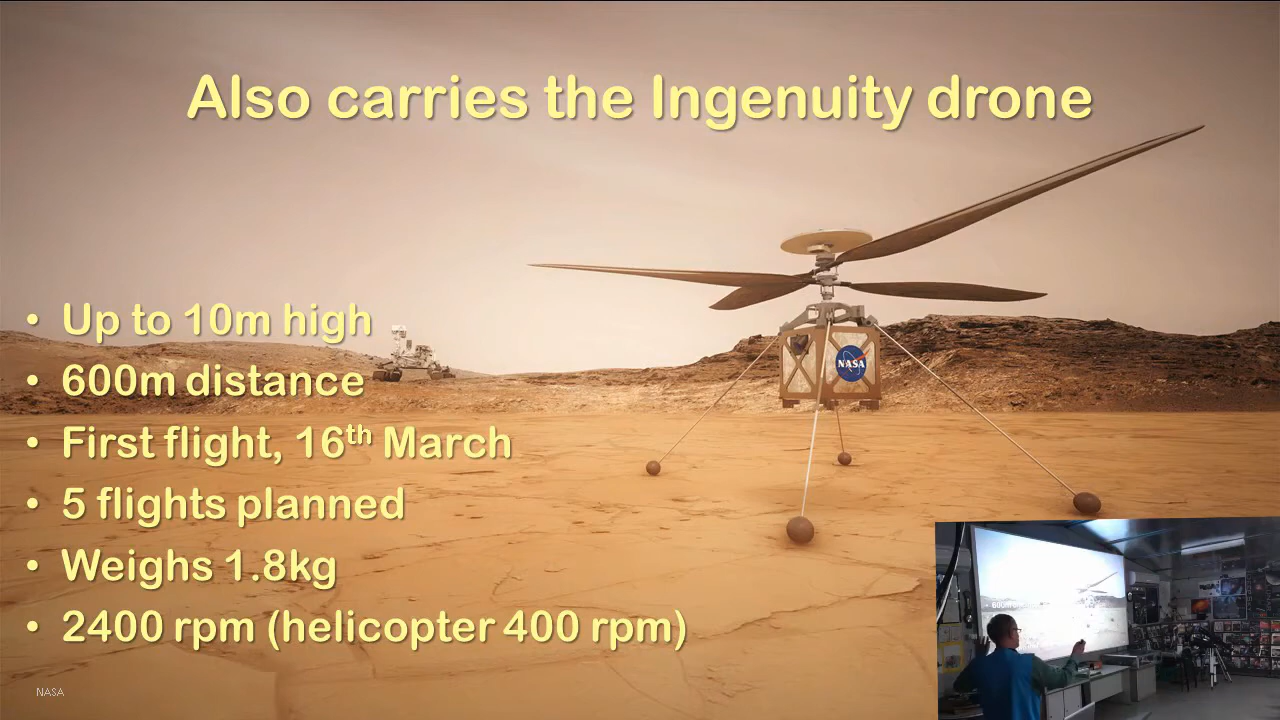 Also carries the Ingenuity drone
• Up to 10m high
• 600m distance
• First flight, 16th March
• 5 flights planned
• Weighs 1.8kg
• 2400 rpm (helicopter 400 rpm)
NASA
NASA
600m